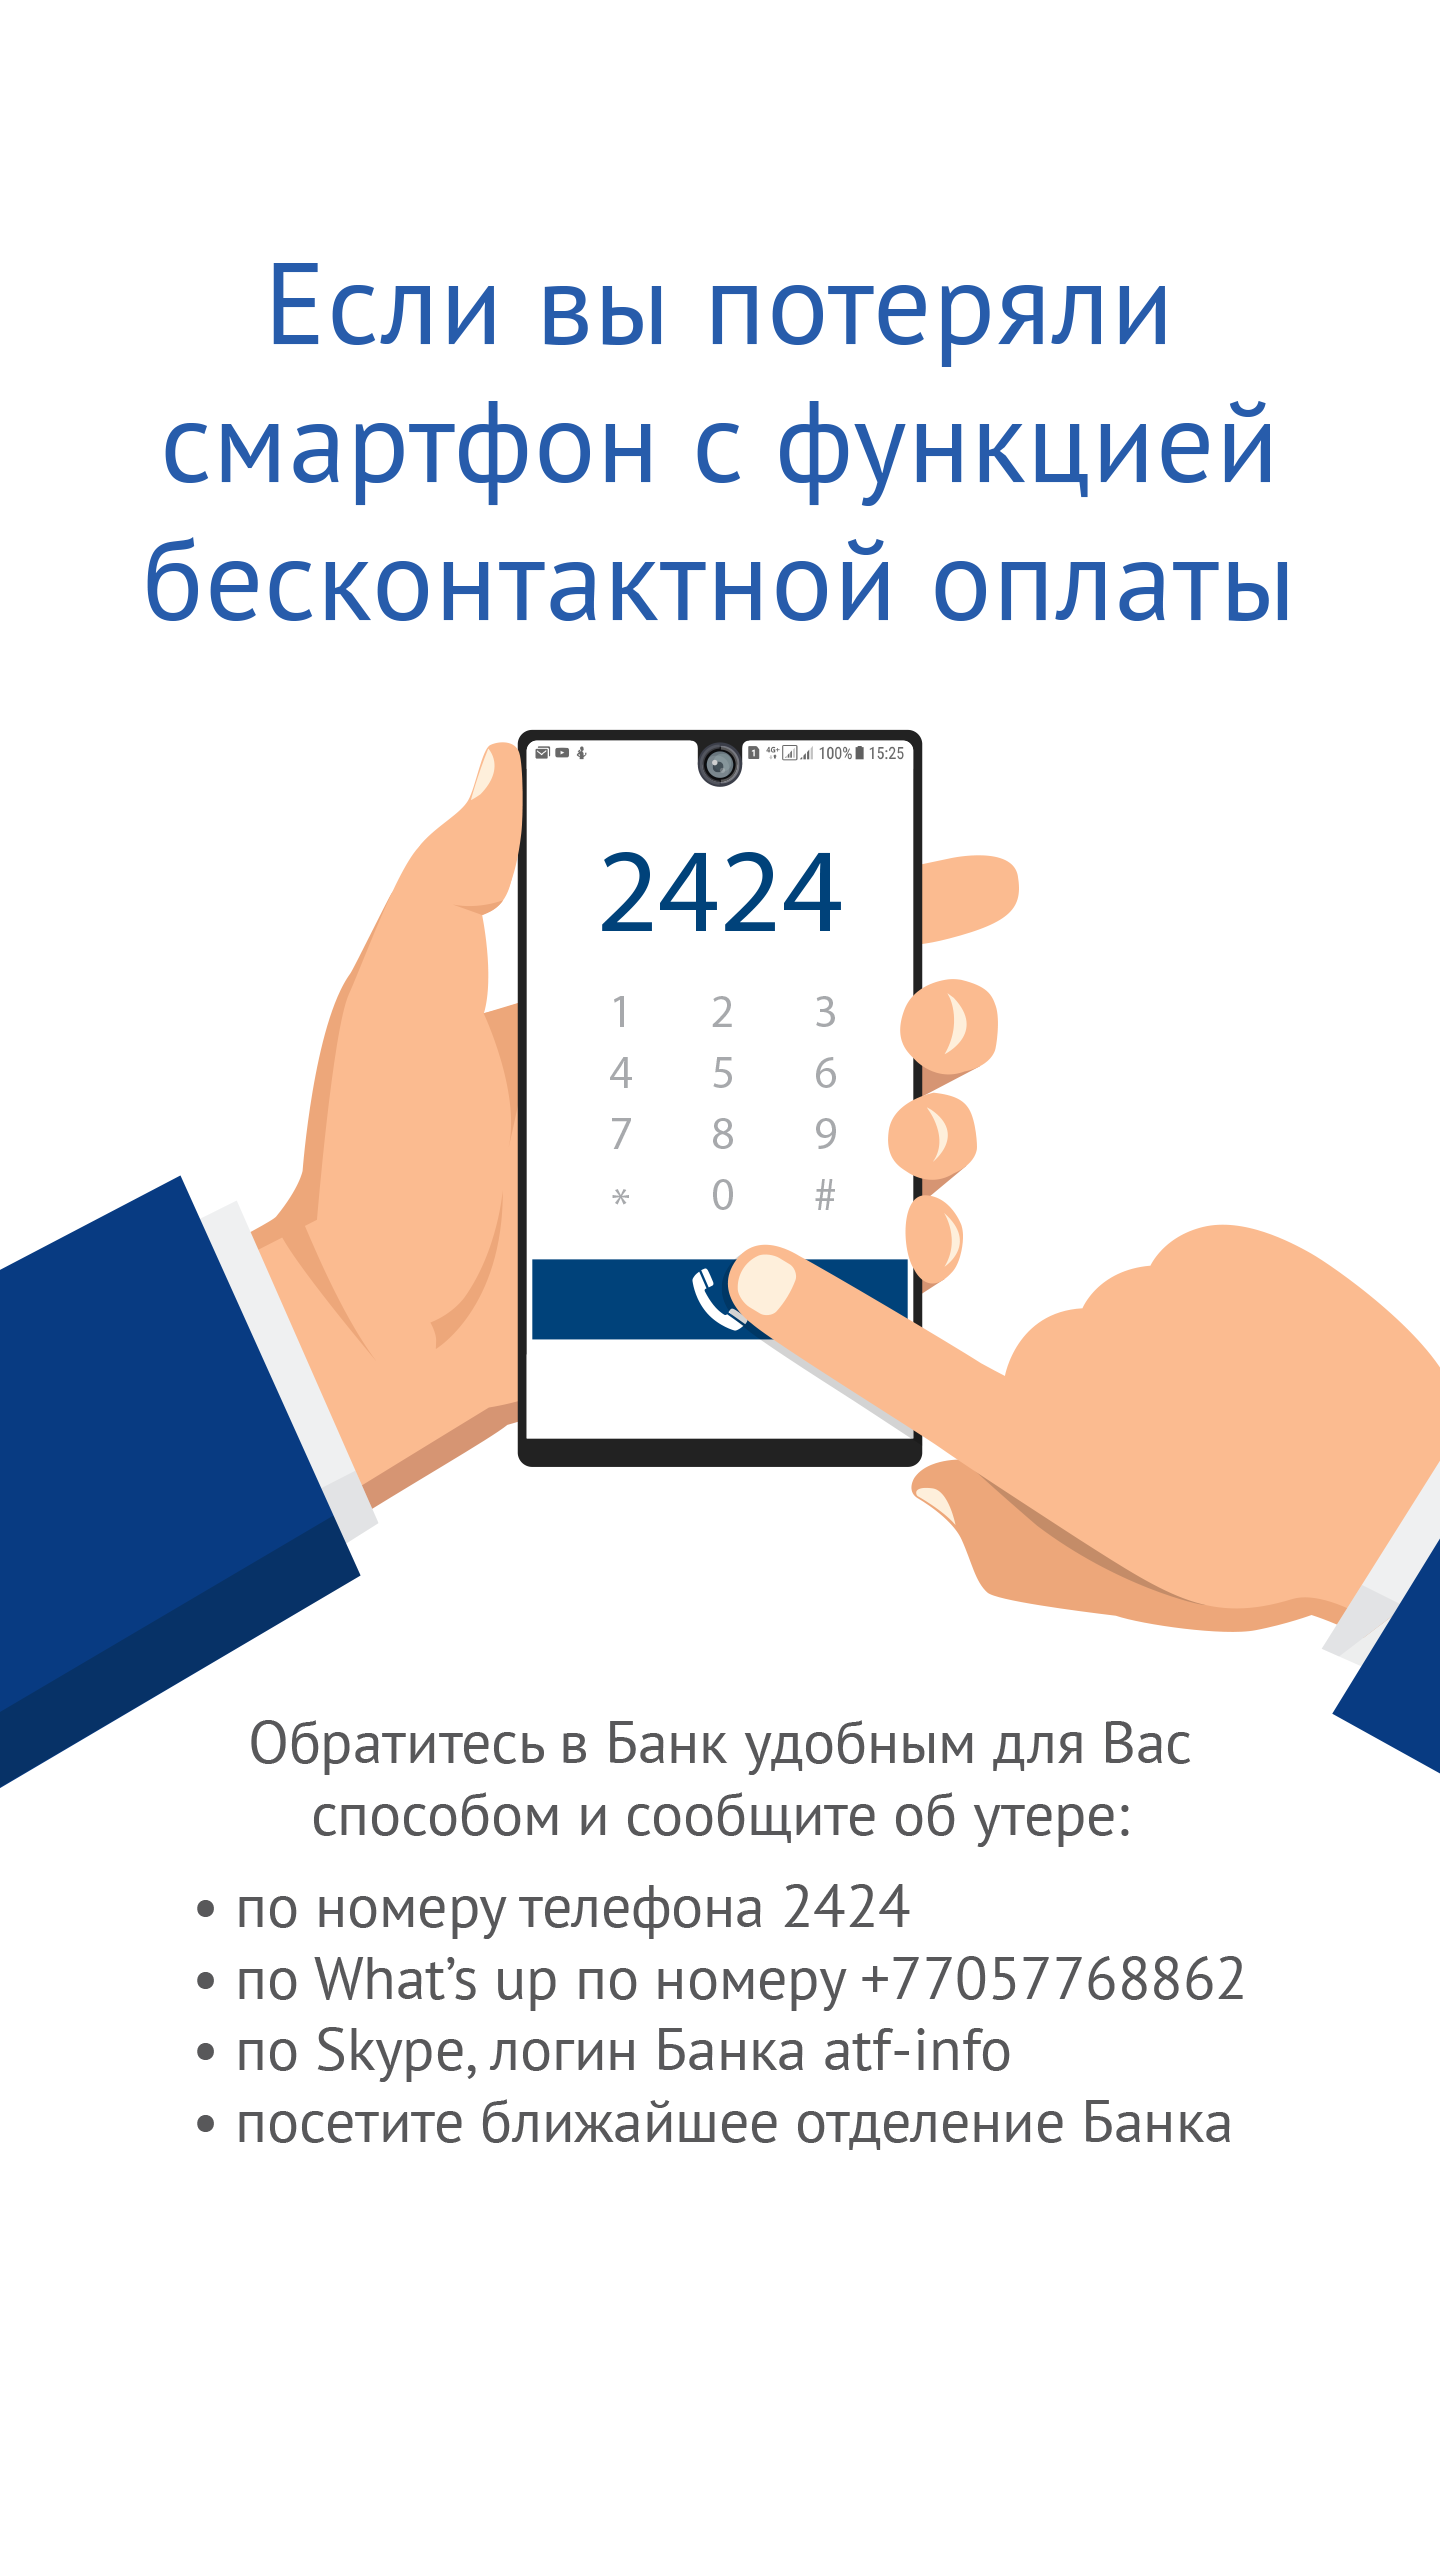 Если вы потеряли
смартфон с функцией
бесконтактной оплаты
1 4G+ 100% 15:25
2424
1 2 3
4 5 6
7 8 9
* 0 #
Обратитесь в Банк удобным для Вас
способом и сообщите об утере:
• по номеру телефона 2424
• по What’s up по номеру +77057768862
• по Skype, логин Банка atf-info
• посетите ближайшее отделение Банка